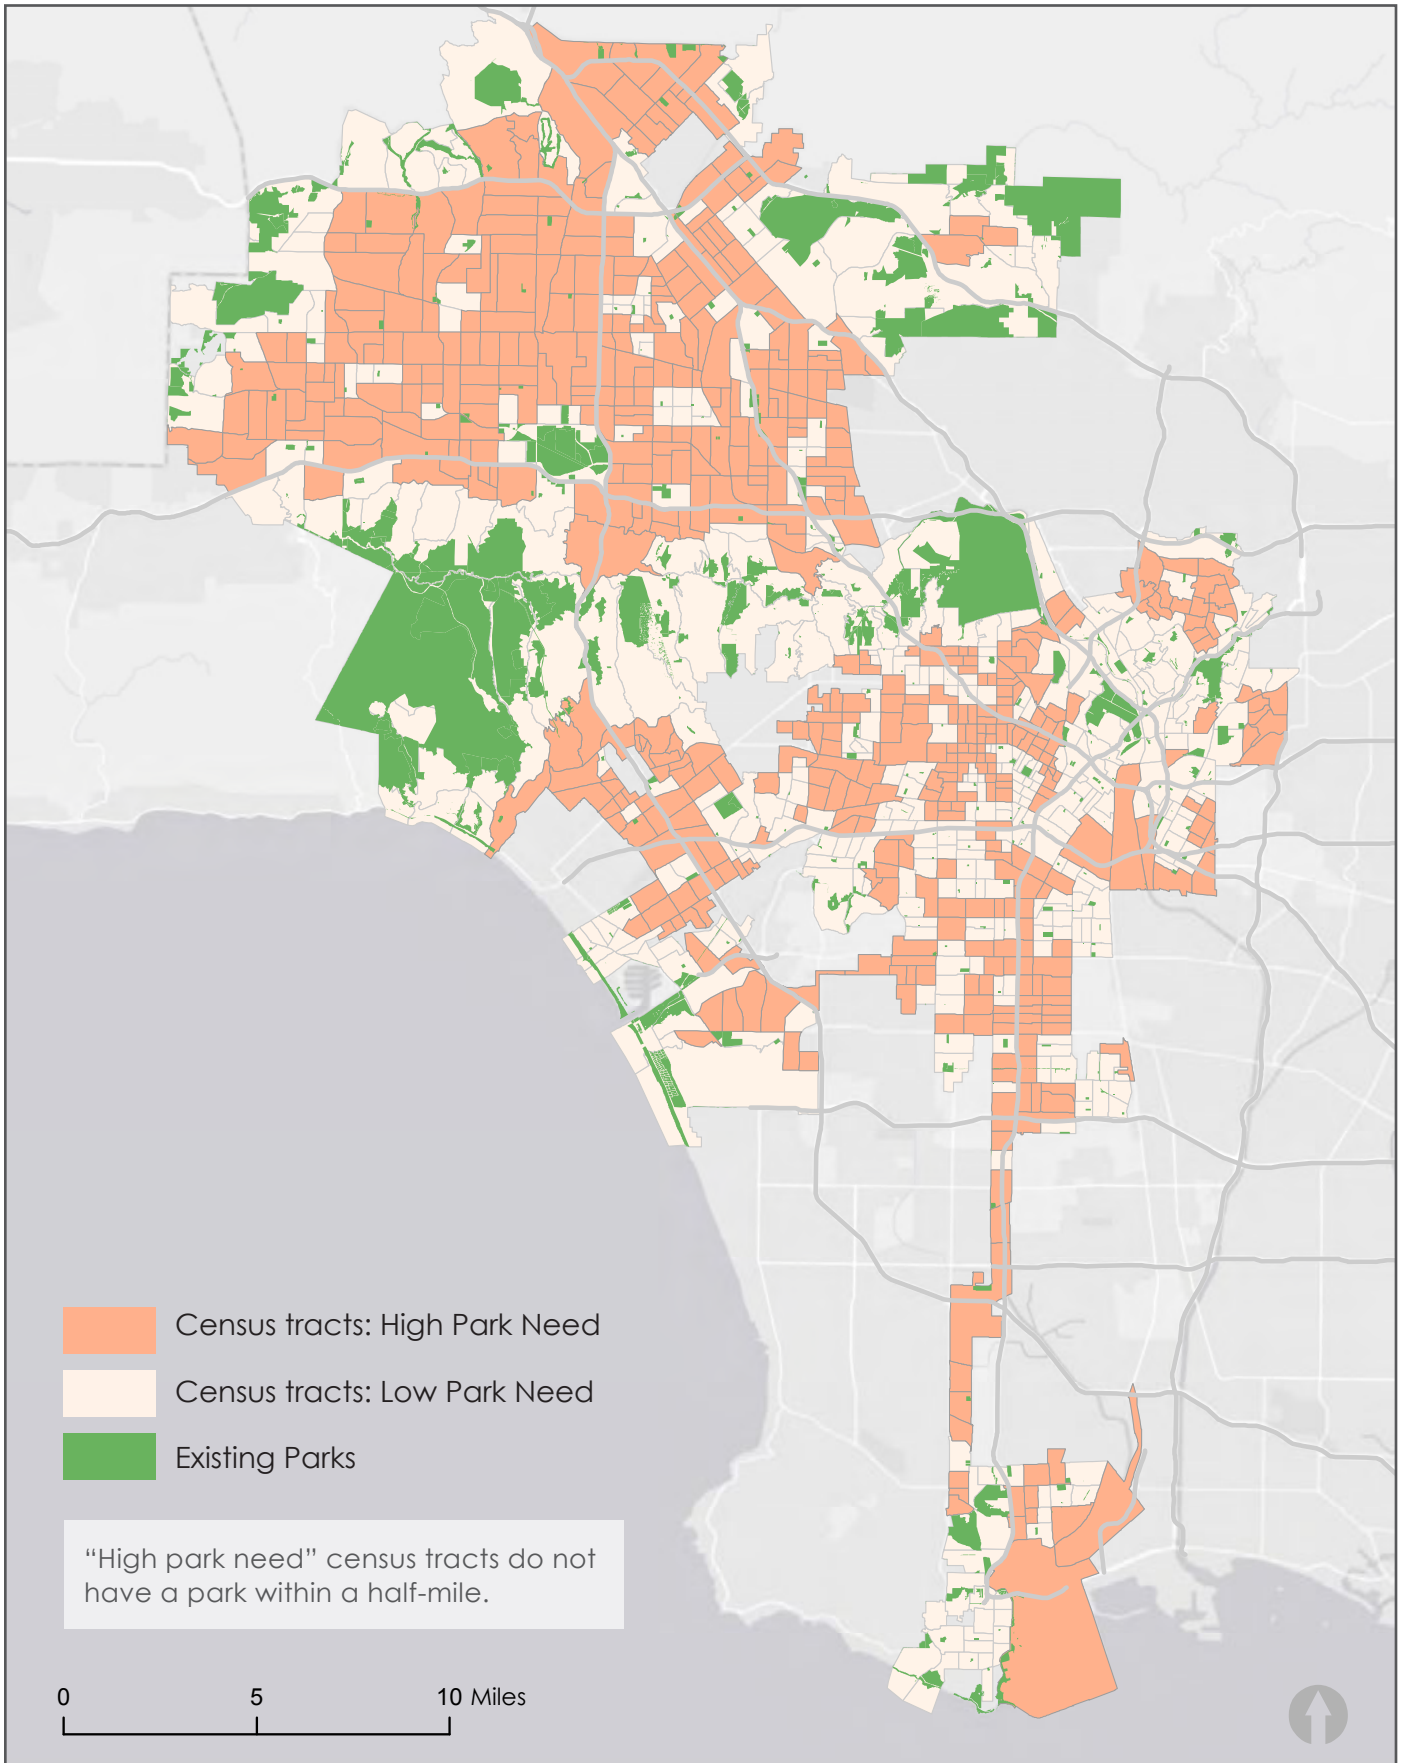 Census tracts: High Park Need
Census tracts: Low Park Need
Existing Parks
“High park need” census tracts do not
have a park within a half-mile.
0 5 10 Miles